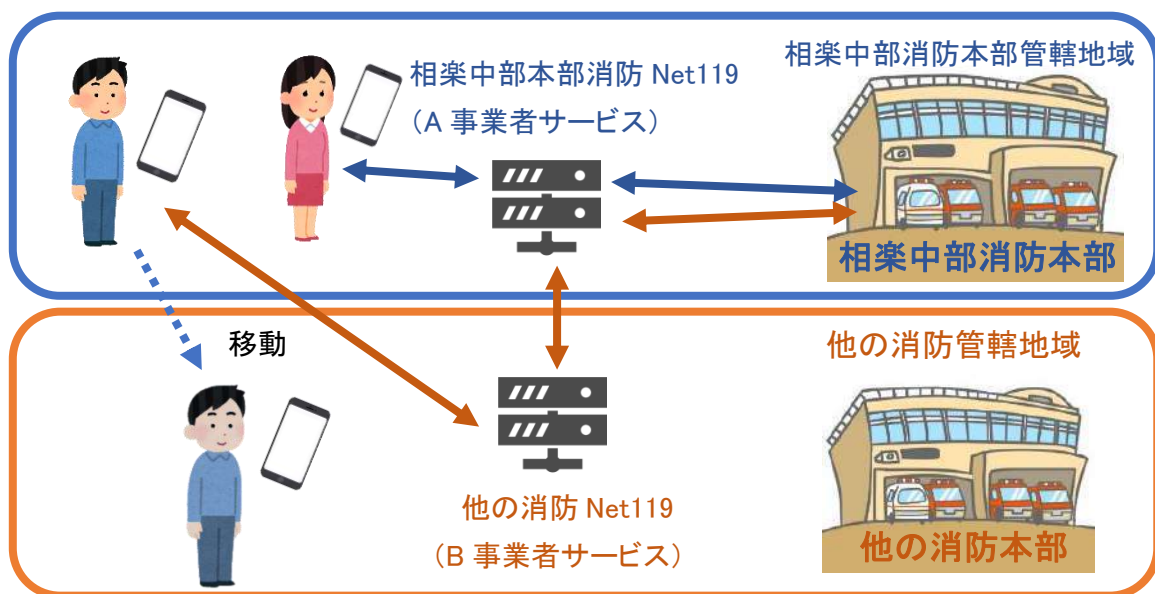 相楽中部本部消防 Net119
（A 事業者サービス）
相楽中部消防本部管轄地域
相楽中部消防本部
移動
他の消防管轄地域
他の消防 Net119
（B 事業者サービス）
他の消防本部